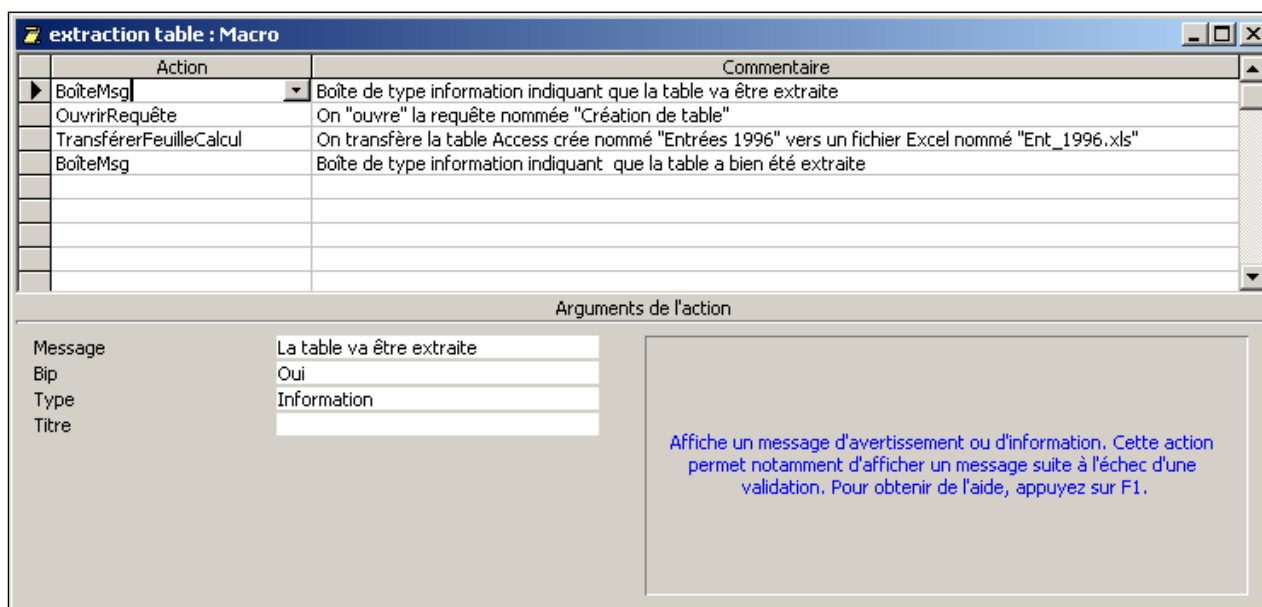 extraction table : Macro
Action Commentaire
BoîteMsg Boîte de type information indiquant que la table va être extraite
OuvrirRequête On "ouvre" la requête nommée "Création de table"
TransférerFeuilleCalcul On transfère la table Access crée nommé "Entrées 1996" vers un fichier Excel nommé "Ent_1996.xls"
BoîteMsg Boîte de type information indiquant  que la table a bien été extraite
Arguments de l'action
Message La table va être extraite
Bip Oui
Type Information
Titre
Affiche un message d'avertissement ou d'information. Cette action
permet notamment d'afficher un message suite à l'échec d'une
validation. Pour obtenir de l'aide, appuyez sur F1.